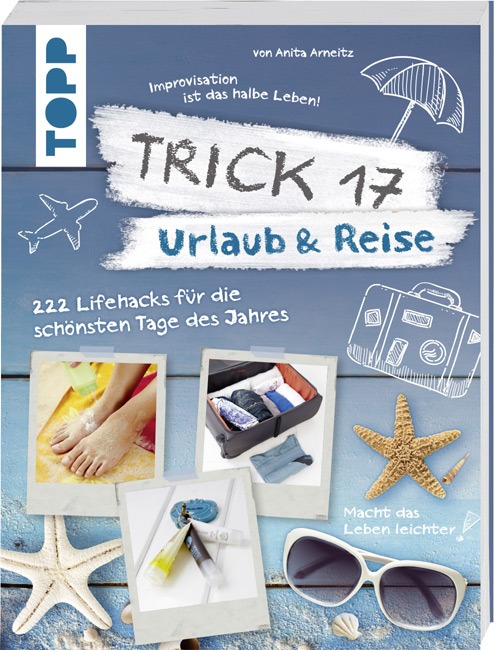 TOPP
von Anita Arneitz
Improvisation
ist das halbe Leben!
TRICK 17
Urlaub & Reise
222 Lifehacks für die
schönsten Tage des Jahres
Macht das
Leben leichter